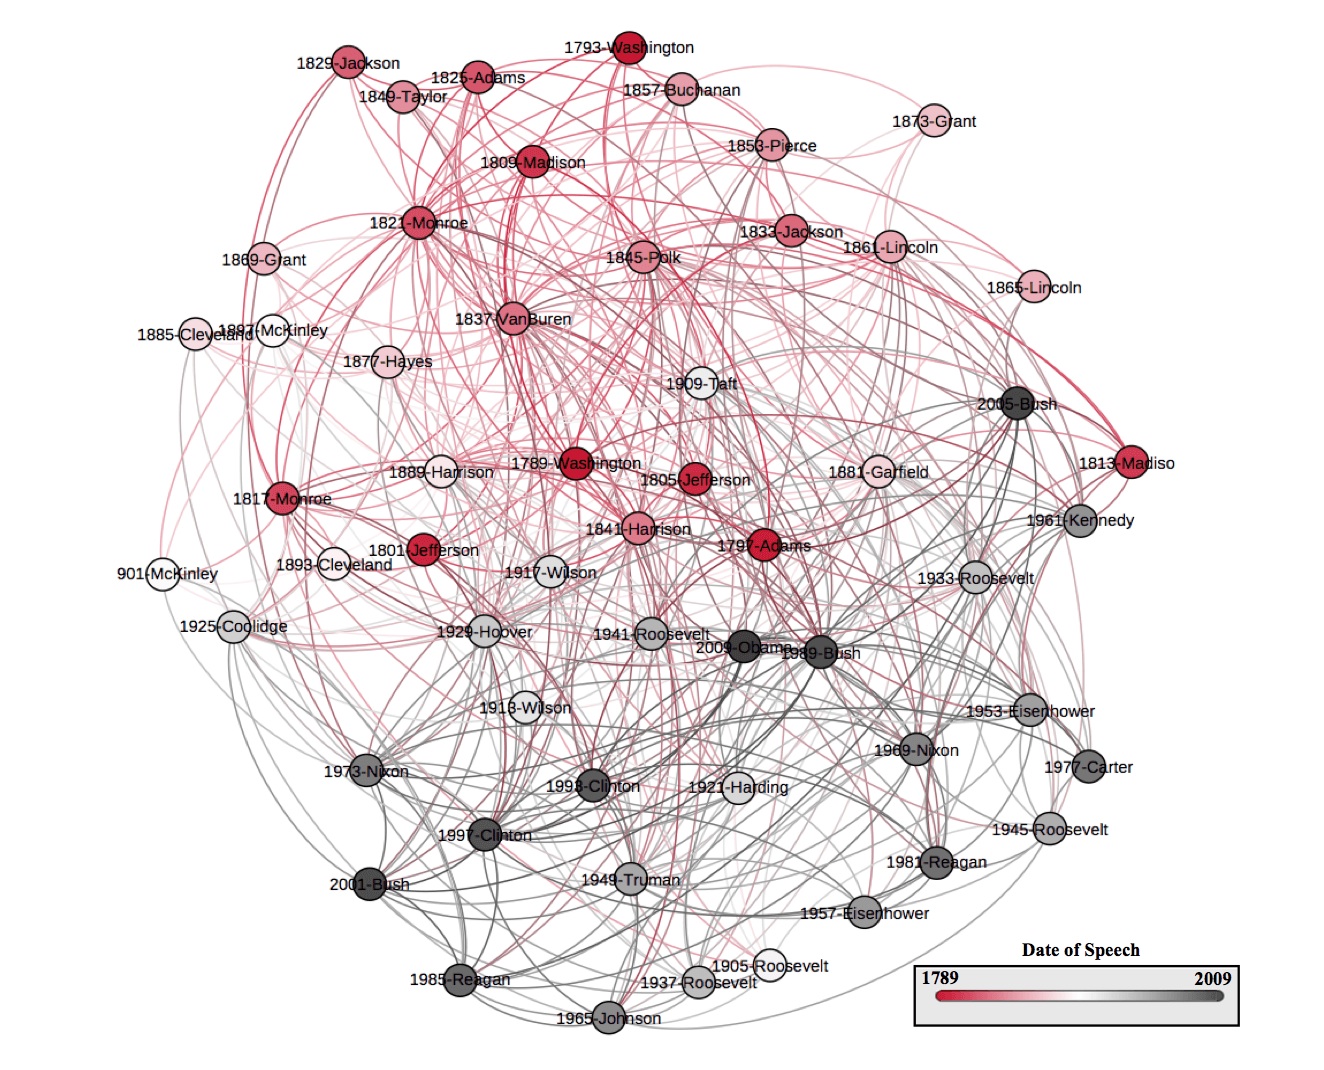 1793-Washington
1829-Jackson
1825-Adams
1857-Buchanan
1849-Taylor
1873-Grant
1853-Pierce
1809-Madison
1821-Monroe
1833-Jackson
1861-Lincoln
1845-Polk
1869-Grant
1865-Lincoln
1837-VanBuren
1885-Cleveland
1897-McKinley
1877-Hayes
1909-Taft
2005-Bush
1789-Washington
1813-Madiso
1889-Harrison
1881-Garfield
1805-Jefferson
1817-Monroe
1961-Kennedy
1841-Harrison
1797-Adams
1801-Jefferson
1893-Cleveland
901-McKinley
1917-Wilson
1933-Roosevelt
1925-Coolidge
1929-Hoover
1941-Roosevelt
2009-Obama
1989-Bush
1913-Wilson
1953-Eisenhower
1969-Nixon
1977-Carter
1973-Nixon
1993-Clinton
1921-Harding
1945-Roosevelt
1997-Clinton
1981-Reagan
2001-Bush
1949-Truman
1957-Eisenhower
1905-Roosevelt
1985-Reagan
1937-Roosevelt
1965-Johnson
Date of Speech
1789 2009